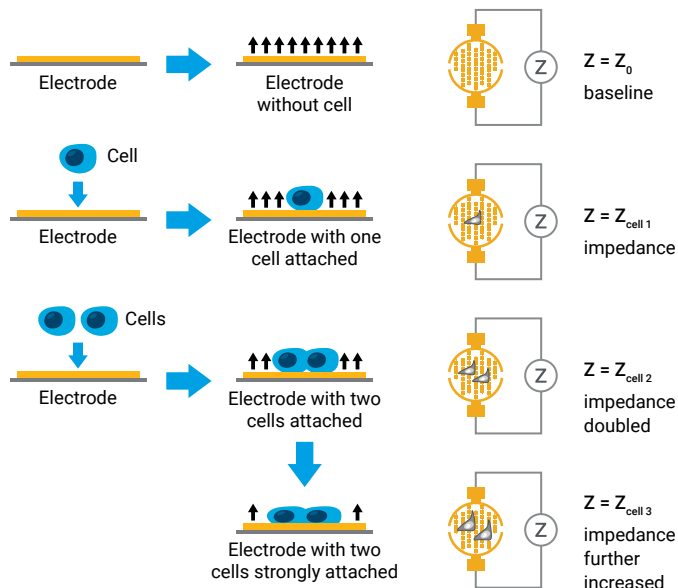 Electrode
Electrode
without cell
Z
Z = Z0
baseline
Cell
Electrode
Electrode with one
cell attached
Z
Z = Zcell 1
impedance
Cells
Electrode
Electrode with two
cells attached
Z
Z = Zcell 2
impedance
doubled
Electrode with two
cells strongly attached
Z
Z = Zcell 3
impedance
further
increased